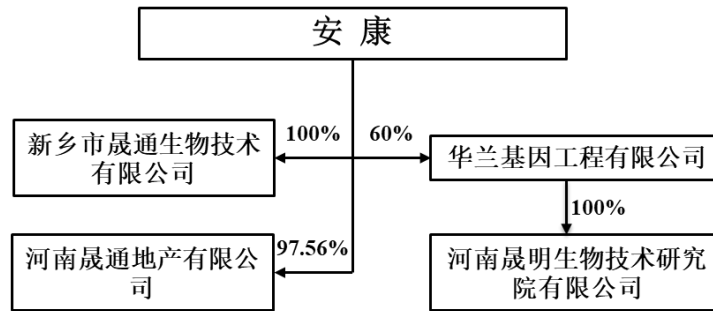 安 康
新乡市晟通生物技术
有限公司
100%
60%
华兰基因工程有限公司
100%
河南晟通地产有限公
司
97.56%
河南晟明生物技术研究
院有限公司